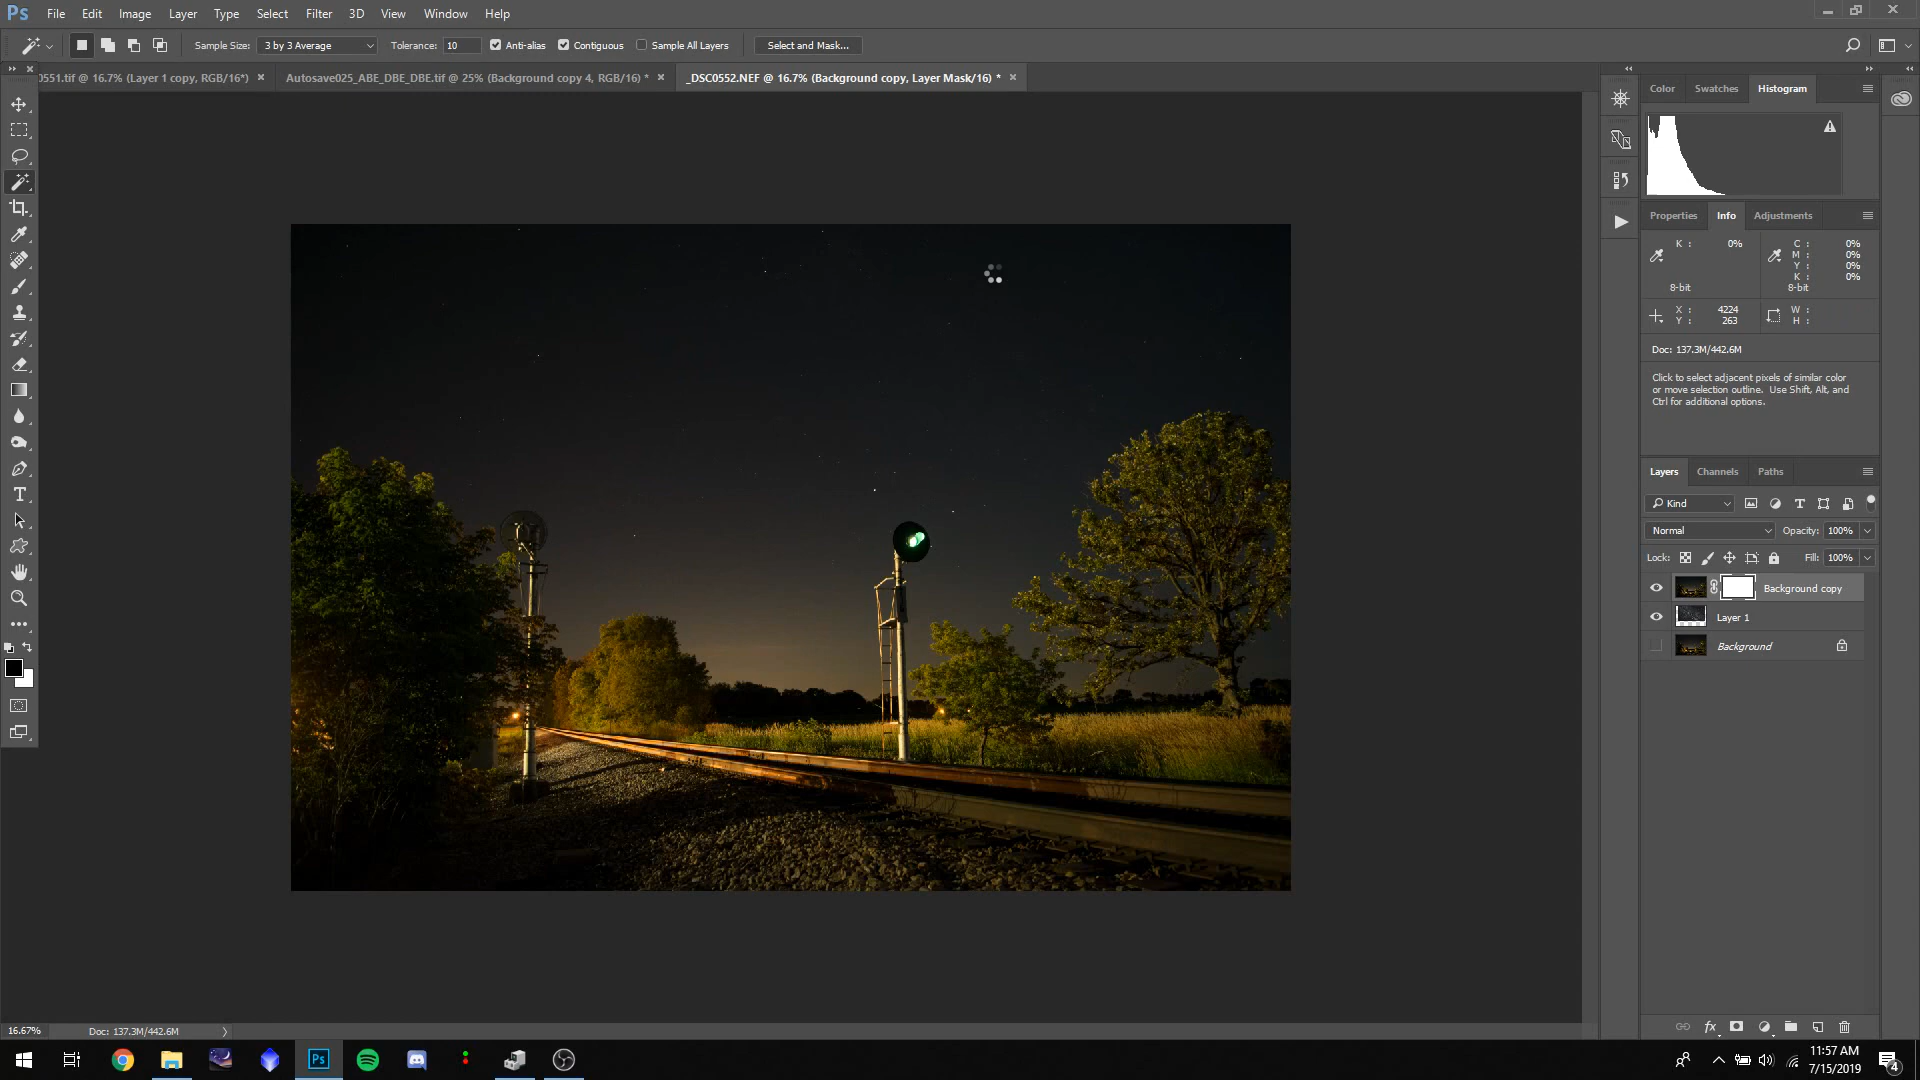 Ps File Edit Image Layer Type Select Filter 3D View Window Help
Sample Size: 3 by 3 Average Tolerance: 10 Anti-alias Contiguous Sample All Layers Select and Mask...
0551.tif @ 16.7% (Layer 1 copy, RGB/16*) × Autosave025_ABE_DBE_DBE.tif @ 25% (Background copy 4, RGB/16) * × _DSC0552.NEF @ 16.7% (Background copy, Layer Mask/16) * ×
Color Swatches Histogram
Properties Info Adjustments
K : 0% C : 0%
M : 0%
Y : 0%
K : 0%
8-bit 8-bit
X : 4224 W :
Y : 263 H :
Doc: 137.3M/442.6M
Click to select adjacent pixels of similar color
or move selection outline. Use Shift, Alt, and
Ctrl for additional options.
Layers Channels Paths
Kind
Normal Opacity: 100%
Lock: Fill: 100%
Background copy
Layer 1
Background
16.67% Doc: 137.3M/442.6M
Ps
11:57 AM
7/15/2019
4